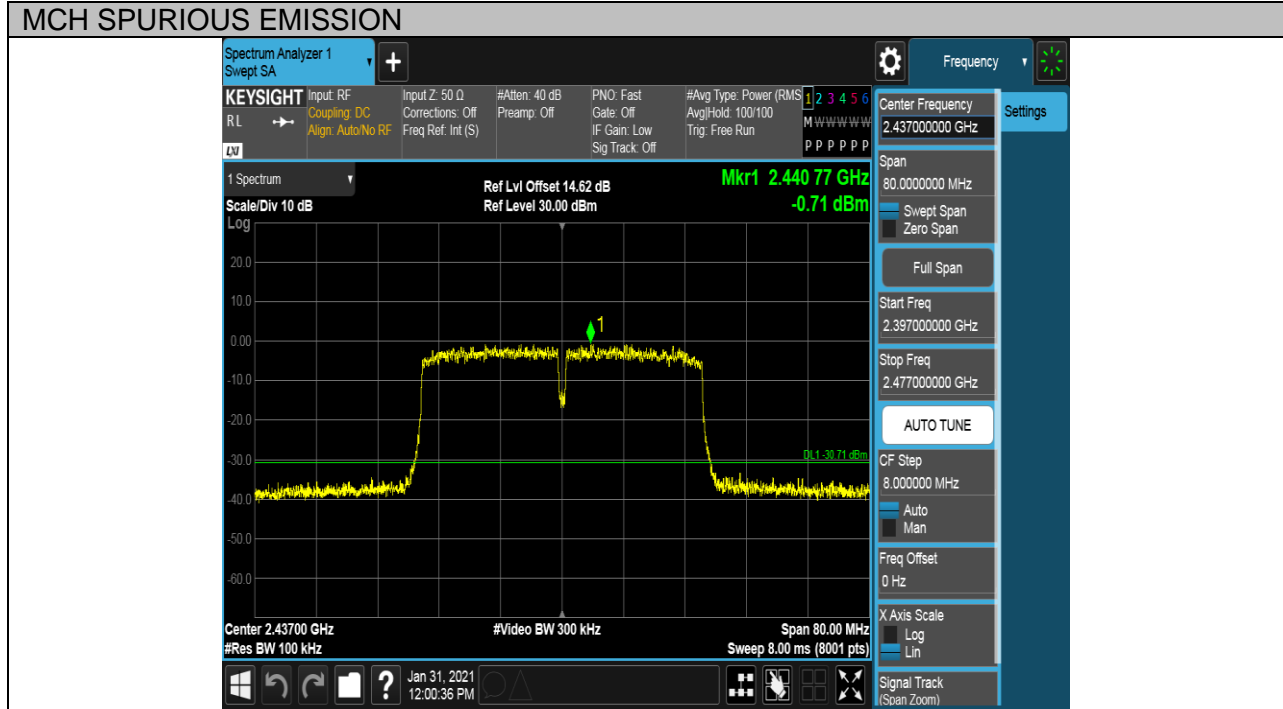 MCH SPURIOUS EMISSION
Spectrum Analyzer 1
Swept SA
+
Frequency
KEYSIGHT
RL
LXI
Input: RF
Coupling: DC
Align: Auto/No RF
Input Z: 50 Ω
Corrections: Off
Freq Ref: Int (S)
#Atten: 40 dB
Preamp: Off
PNO: Fast
Gate: Off
IF Gain: Low
Sig Track: Off
#Avg Type: Power (RMS
Avg|Hold: 100/100
Trig: Free Run
1 2 3 4 5 6
M W W W W W
P P P P P P
1 Spectrum
Scale/Div 10 dB
Log
Ref Lvl Offset 14.62 dB
Ref Level 30.00 dBm
Mkr1 2.440 77 GHz
-0.71 dBm
20.0
10.0
1
0.00
-10.0
-20.0
DL1 -30.71 dBm
-30.0
-40.0
-50.0
-60.0
Center 2.43700 GHz
#Res BW 100 kHz
#Video BW 300 kHz
Span 80.00 MHz
Sweep 8.00 ms (8001 pts)
?
Jan 31, 2021
12:00:36 PM
Center Frequency
2.437000000 GHz
Settings
Span
80.0000000 MHz
Swept Span
Zero Span
Full Span
Start Freq
2.397000000 GHz
Stop Freq
2.477000000 GHz
AUTO TUNE
CF Step
8.000000 MHz
Auto
Man
Freq Offset
0 Hz
X Axis Scale
Log
Lin
Signal Track
(Span Zoom)